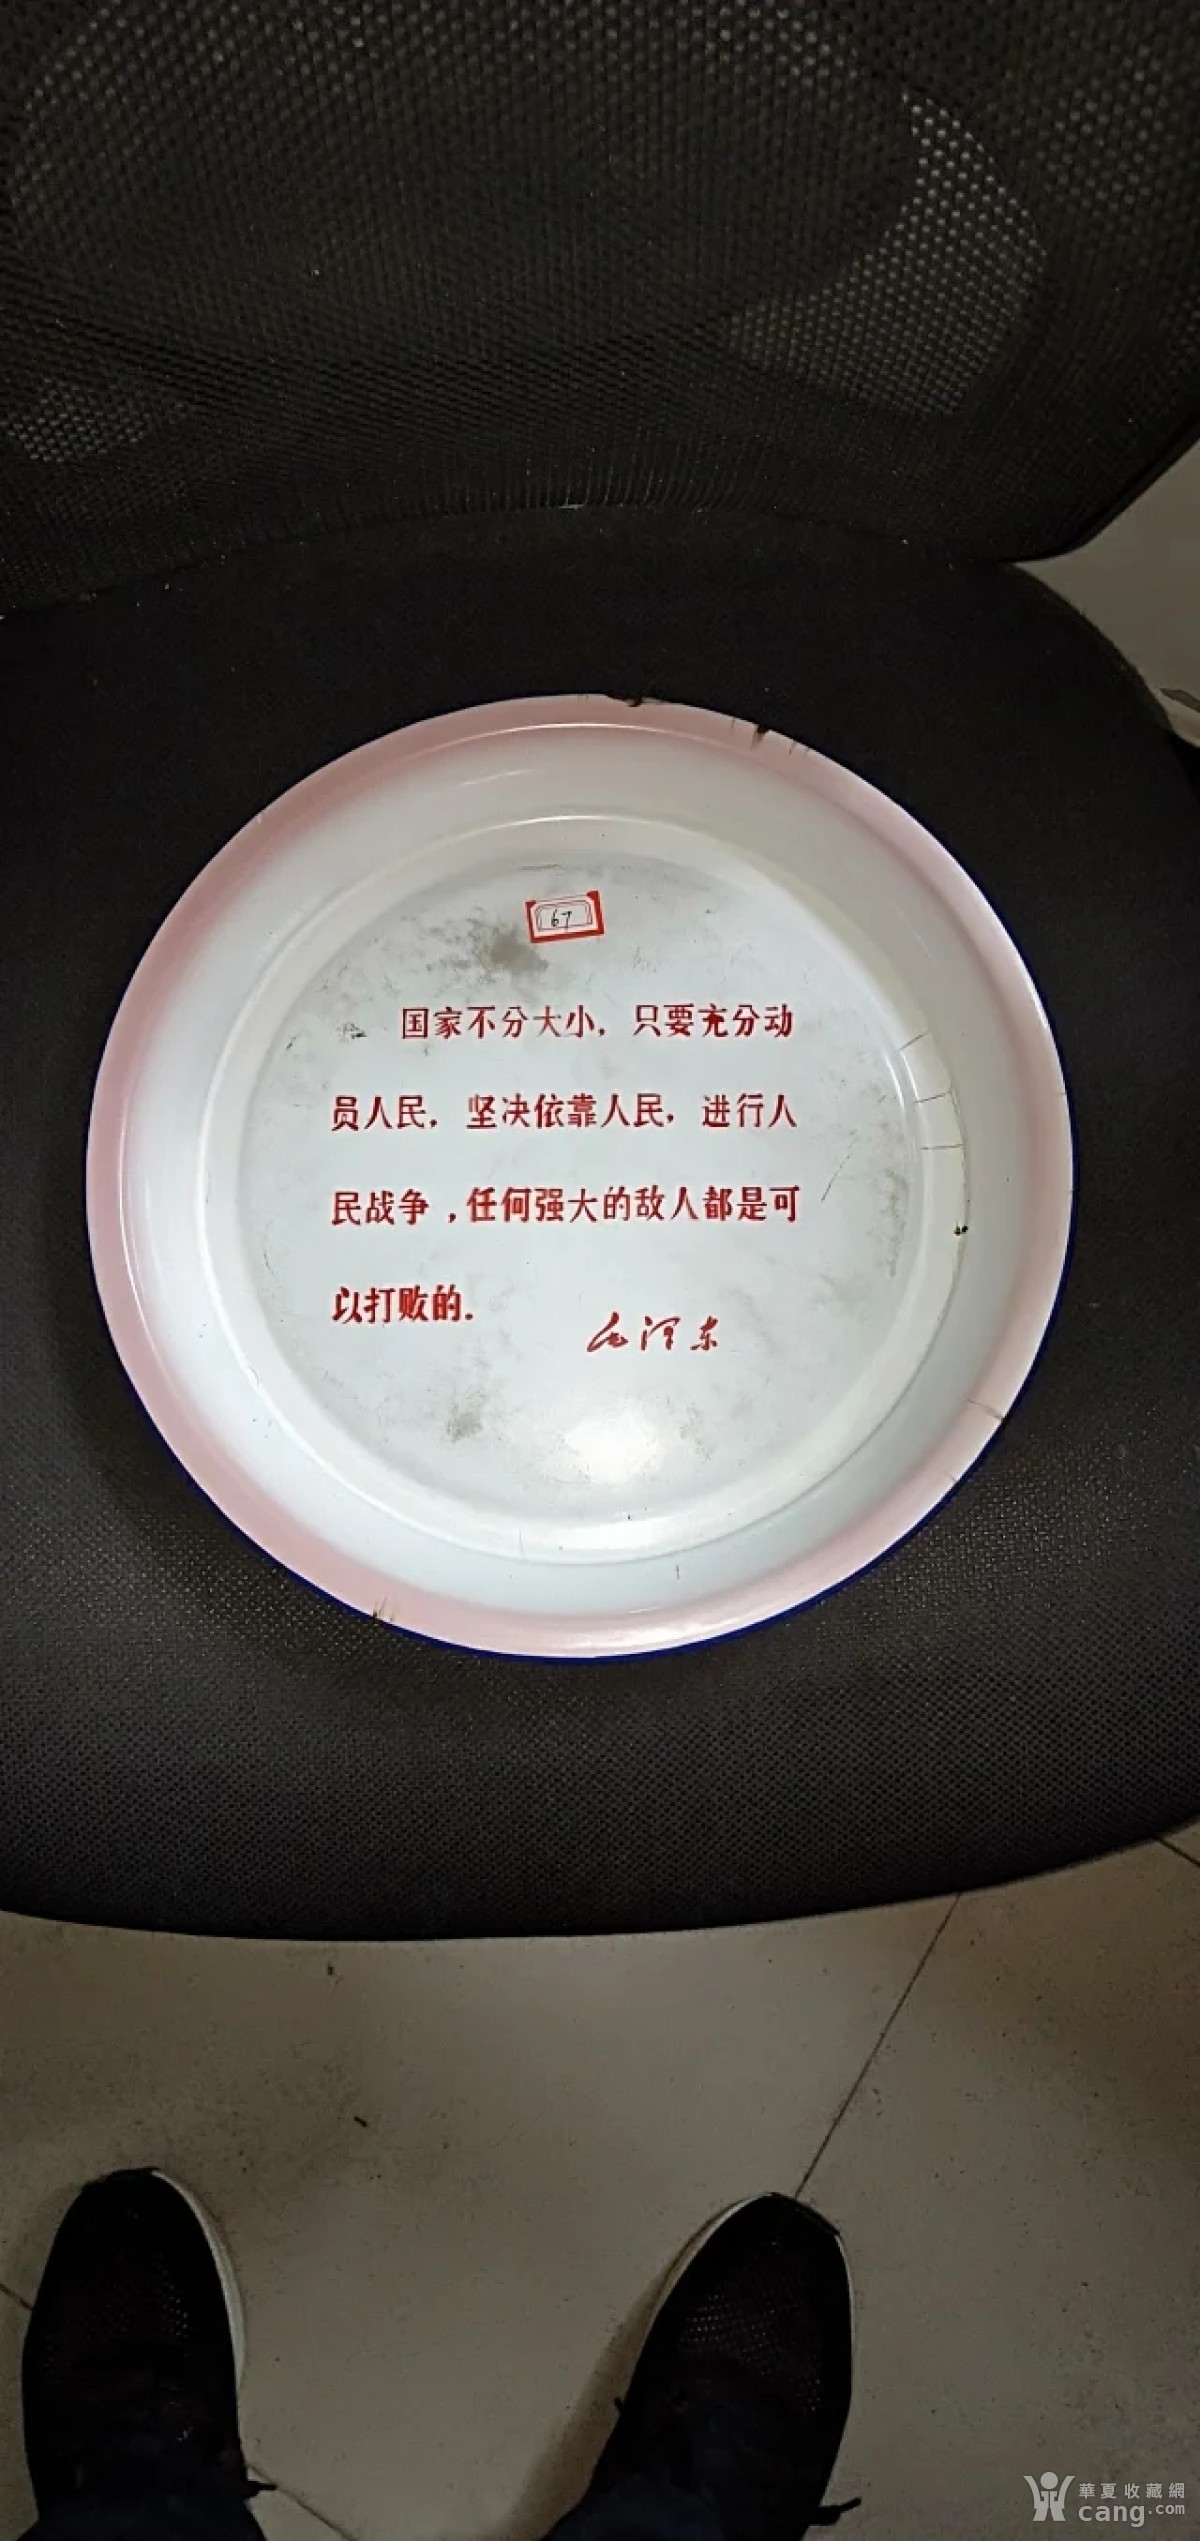 67
国家不分大小，只要充分动
员人民，坚决依靠人民，进行人
民战争，任何强大的敌人都是可
以打败的.
毛泽东
華夏收藏網
cang.com